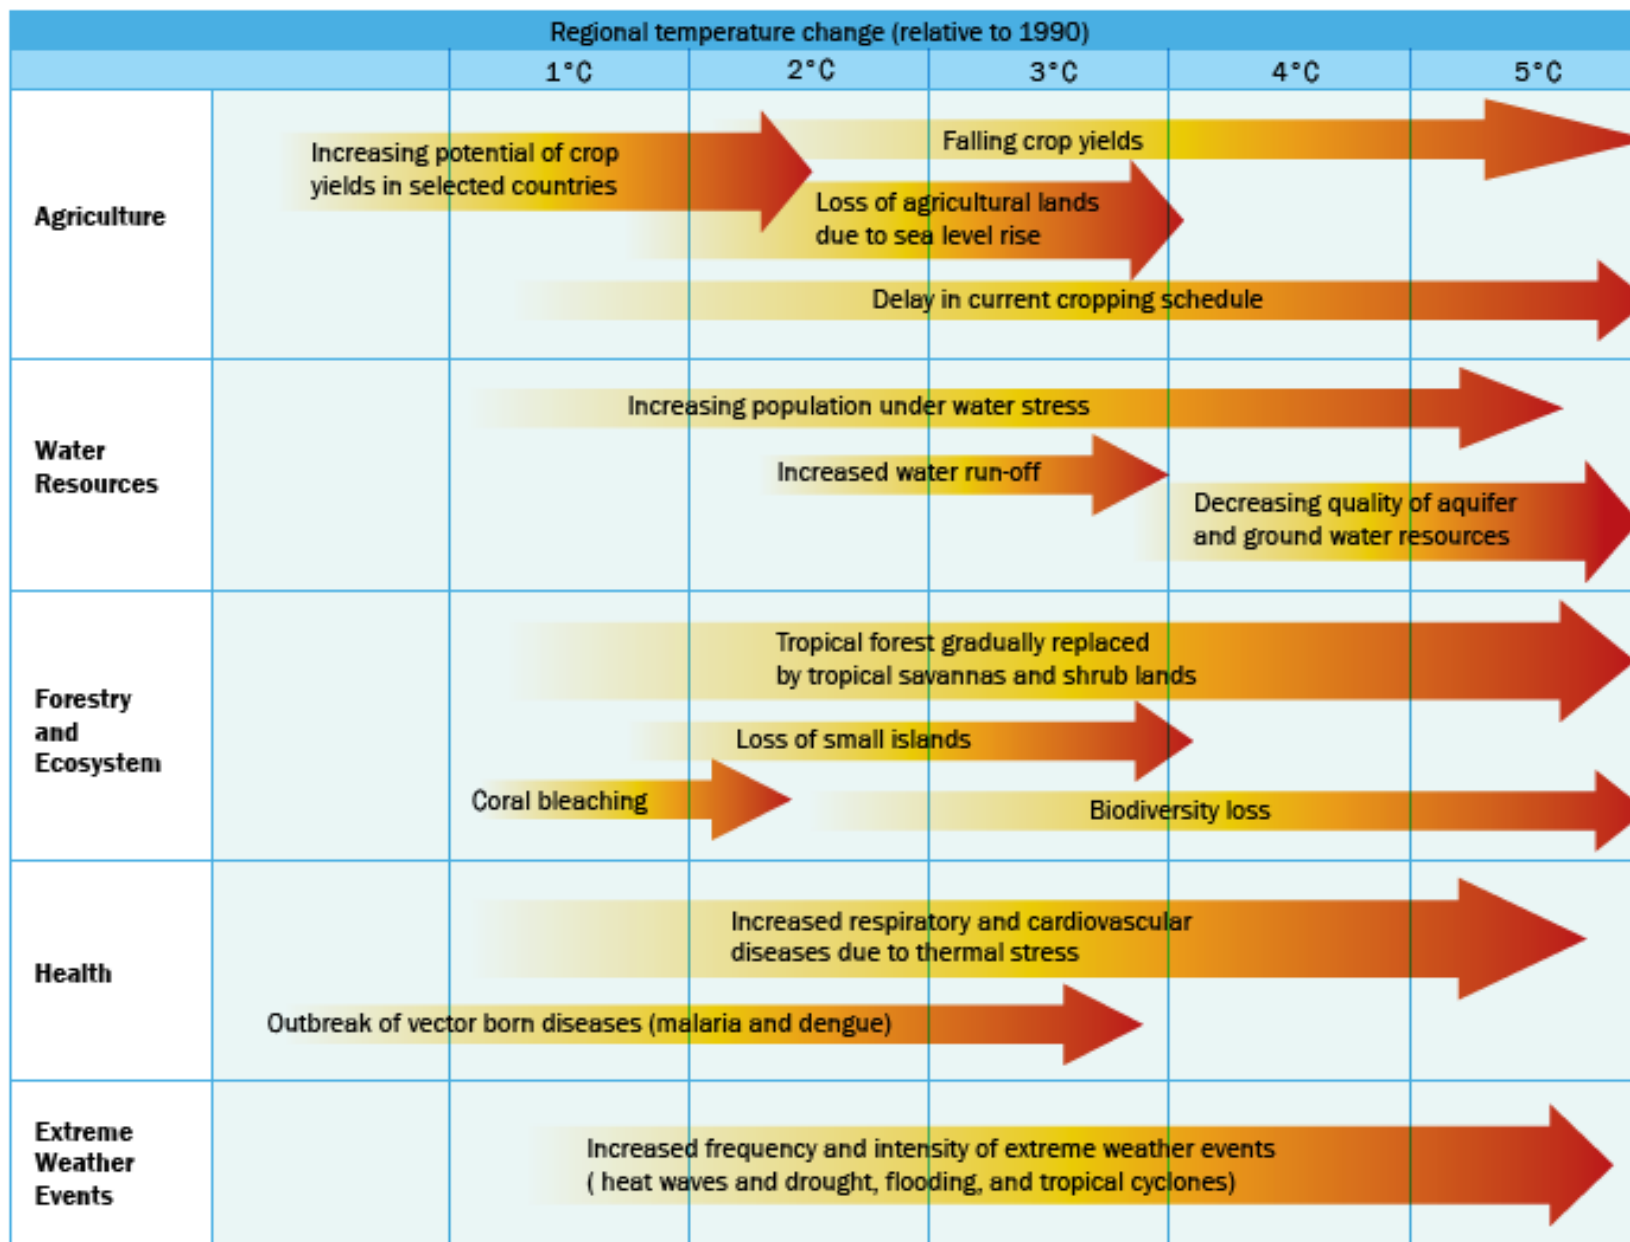 Regional temperature change (relative to 1990)
1°C 2°C 3°C 4°C 5°C
Agriculture
Increasing potential of crop
yields in selected countries
Falling crop yields
Loss of agricultural lands
due to sea level rise
Delay in current cropping schedule
Water
Resources
Increasing population under water stress
Increased water run-off
Decreasing quality of aquifer
and ground water resources
Forestry
and
Ecosystem
Tropical forest gradually replaced
by tropical savannas and shrub lands
Loss of small islands
Coral bleaching
Biodiversity loss
Health
Increased respiratory and cardiovascular
diseases due to thermal stress
Outbreak of vector born diseases (malaria and dengue)
Extreme
Weather
Events
Increased frequency and intensity of extreme weather events
( heat waves and drought, flooding, and tropical cyclones)